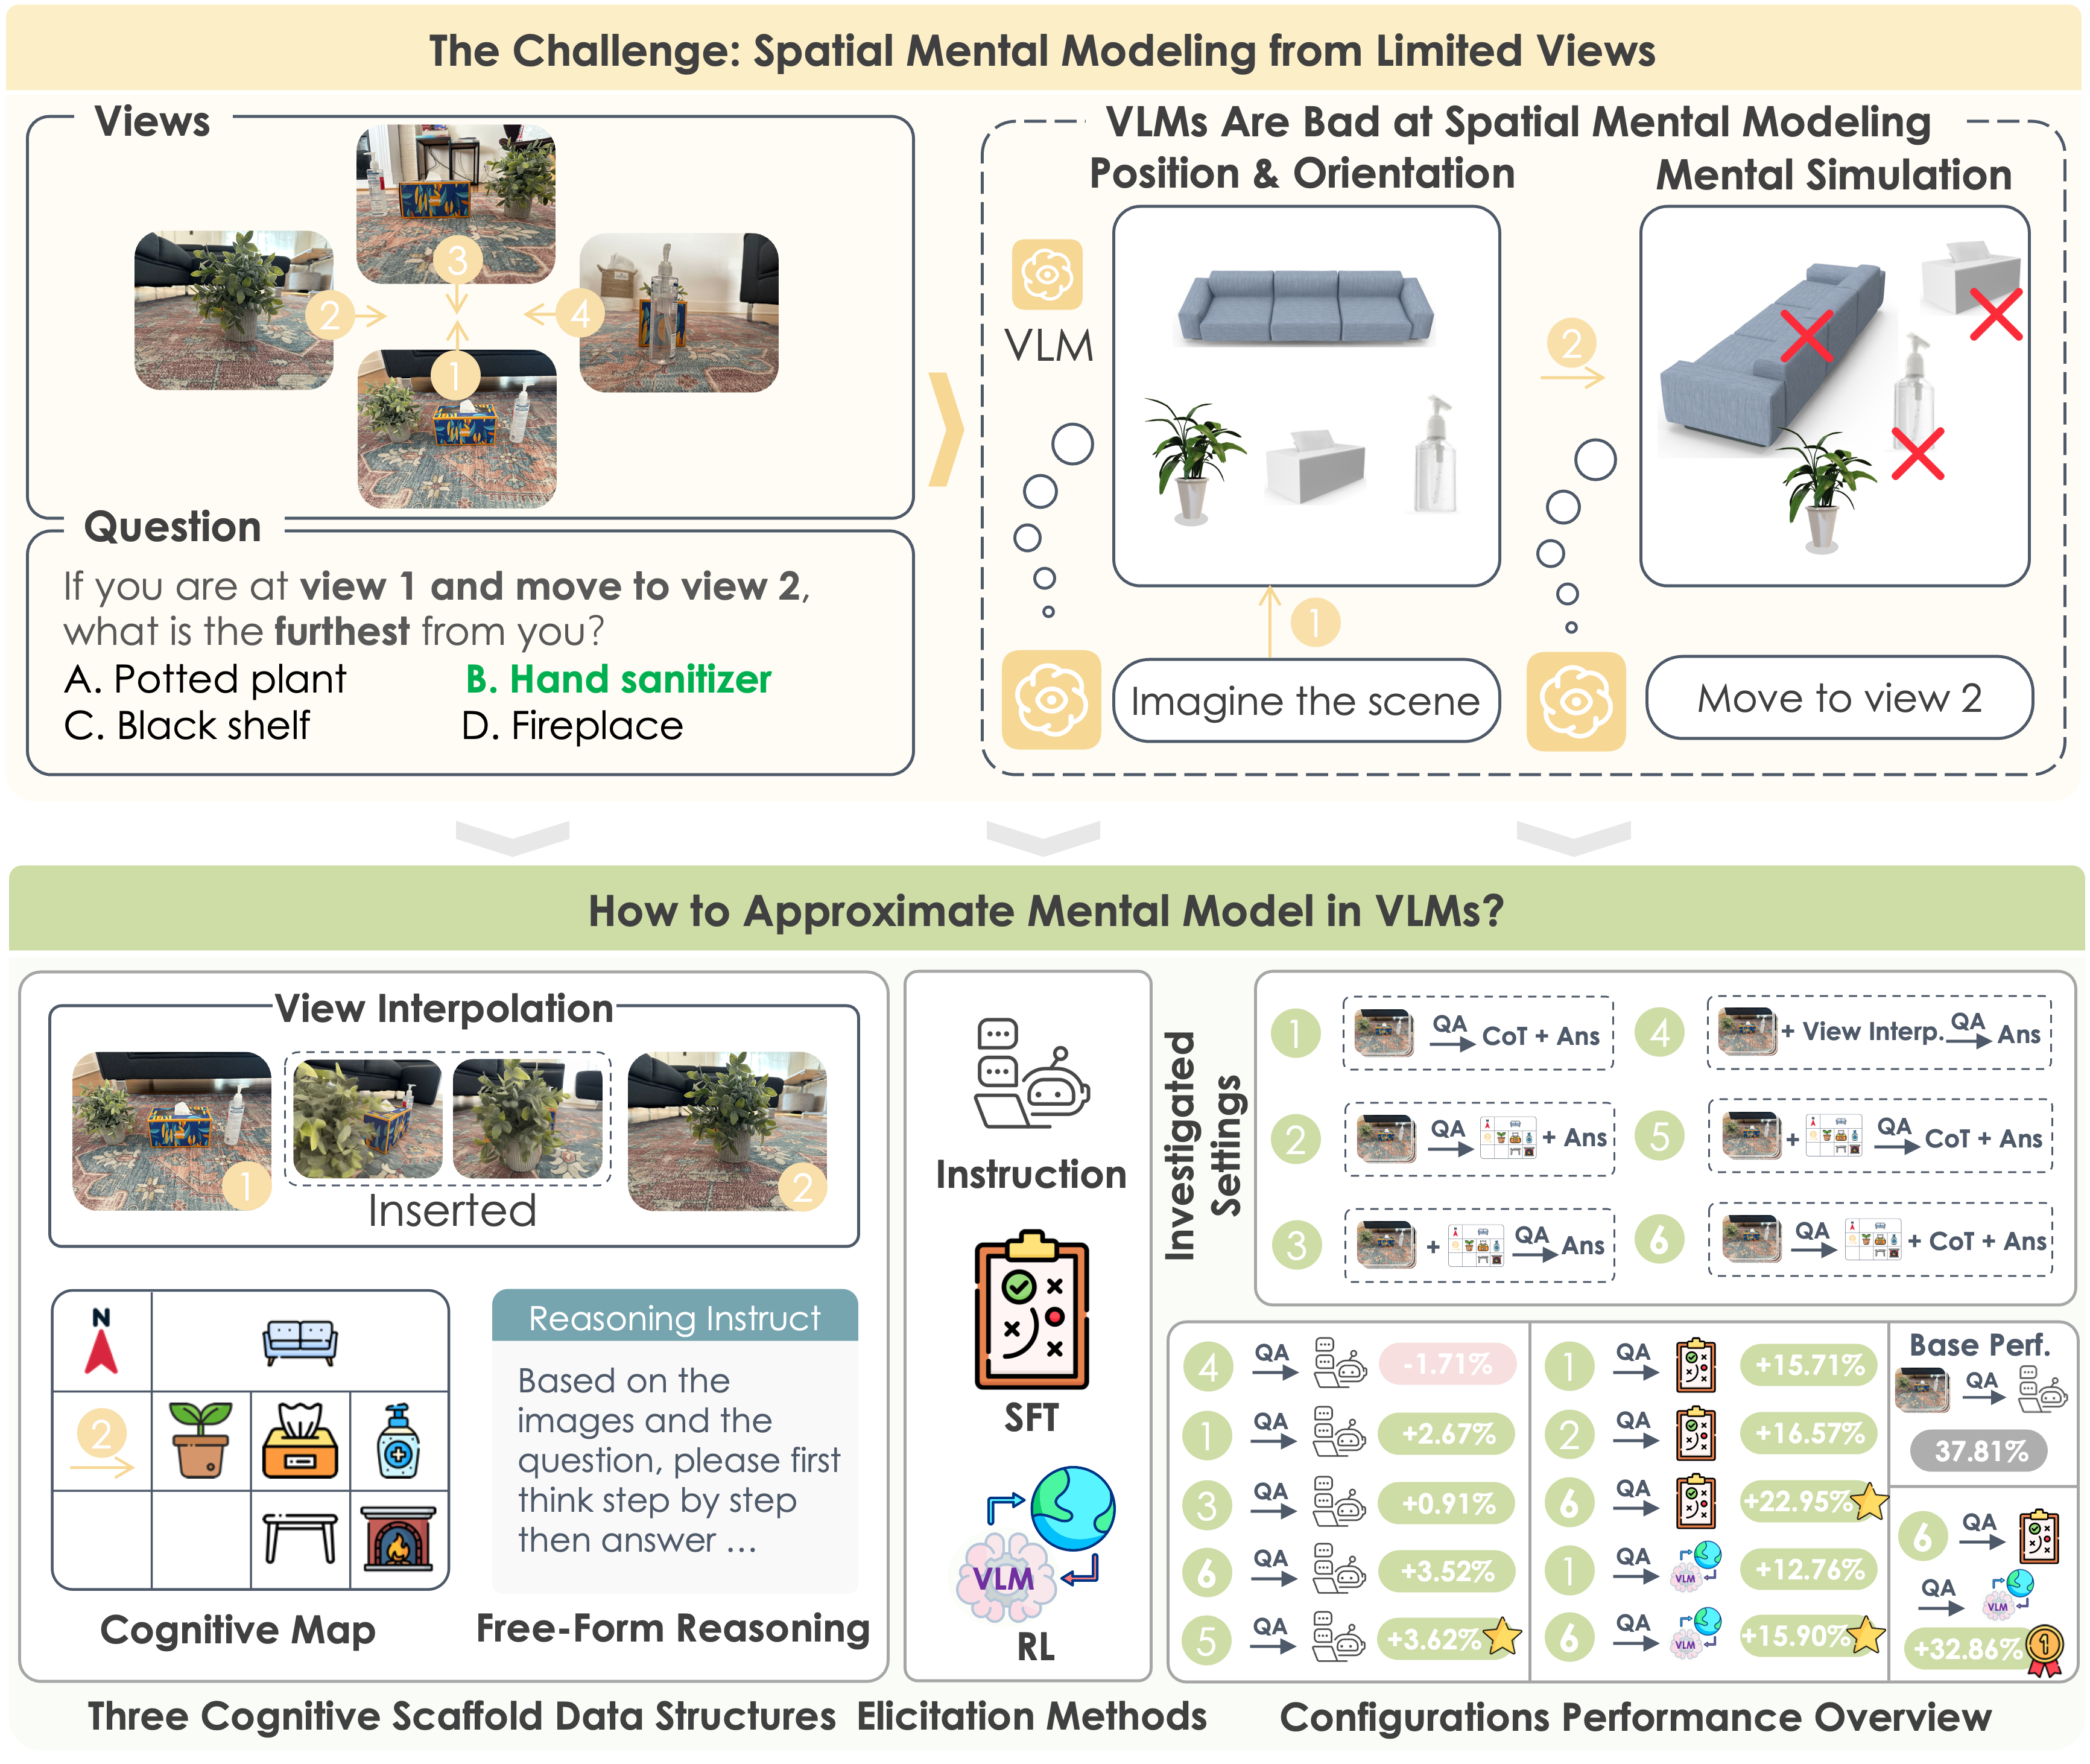 The Challenge: Spatial Mental Modeling from Limited Views
Views
3
2
4
1
Question
If you are at view 1 and move to view 2,
what is the furthest from you?
A. Potted plant
B. Hand sanitizer
C. Black shelf
D. Fireplace
VLMs Are Bad at Spatial Mental Modeling
Position & Orientation
Mental Simulation
VLM
2
1
Imagine the scene
Move to view 2
How to Approximate Mental Model in VLMs?
View Interpolation
1
Inserted
2
N
2
Cognitive Map
Reasoning Instruct
Based on the
images and the
question, please first
think step by step
then answer ...
Free-Form Reasoning
Three Cognitive Scaffold Data Structures
Instruction
SFT
VLM
RL
Elicitation Methods
Investigated
Settings
1 QA CoT + Ans
4 + View Interp. QA Ans
2 QA + Ans
5 + QA CoT + Ans
3 + QA Ans
6 QA + CoT + Ans
4 QA -1.71%
1 QA +2.67%
3 QA +0.91%
6 QA +3.52%
5 QA +3.62%
1 QA +15.71%
2 QA +16.57%
6 QA +22.95%
1 QA VLM +12.76%
6 QA VLM +15.90%
Base Perf.
QA
37.81%
6 QA
QA VLM
+32.86% 1
Configurations Performance Overview